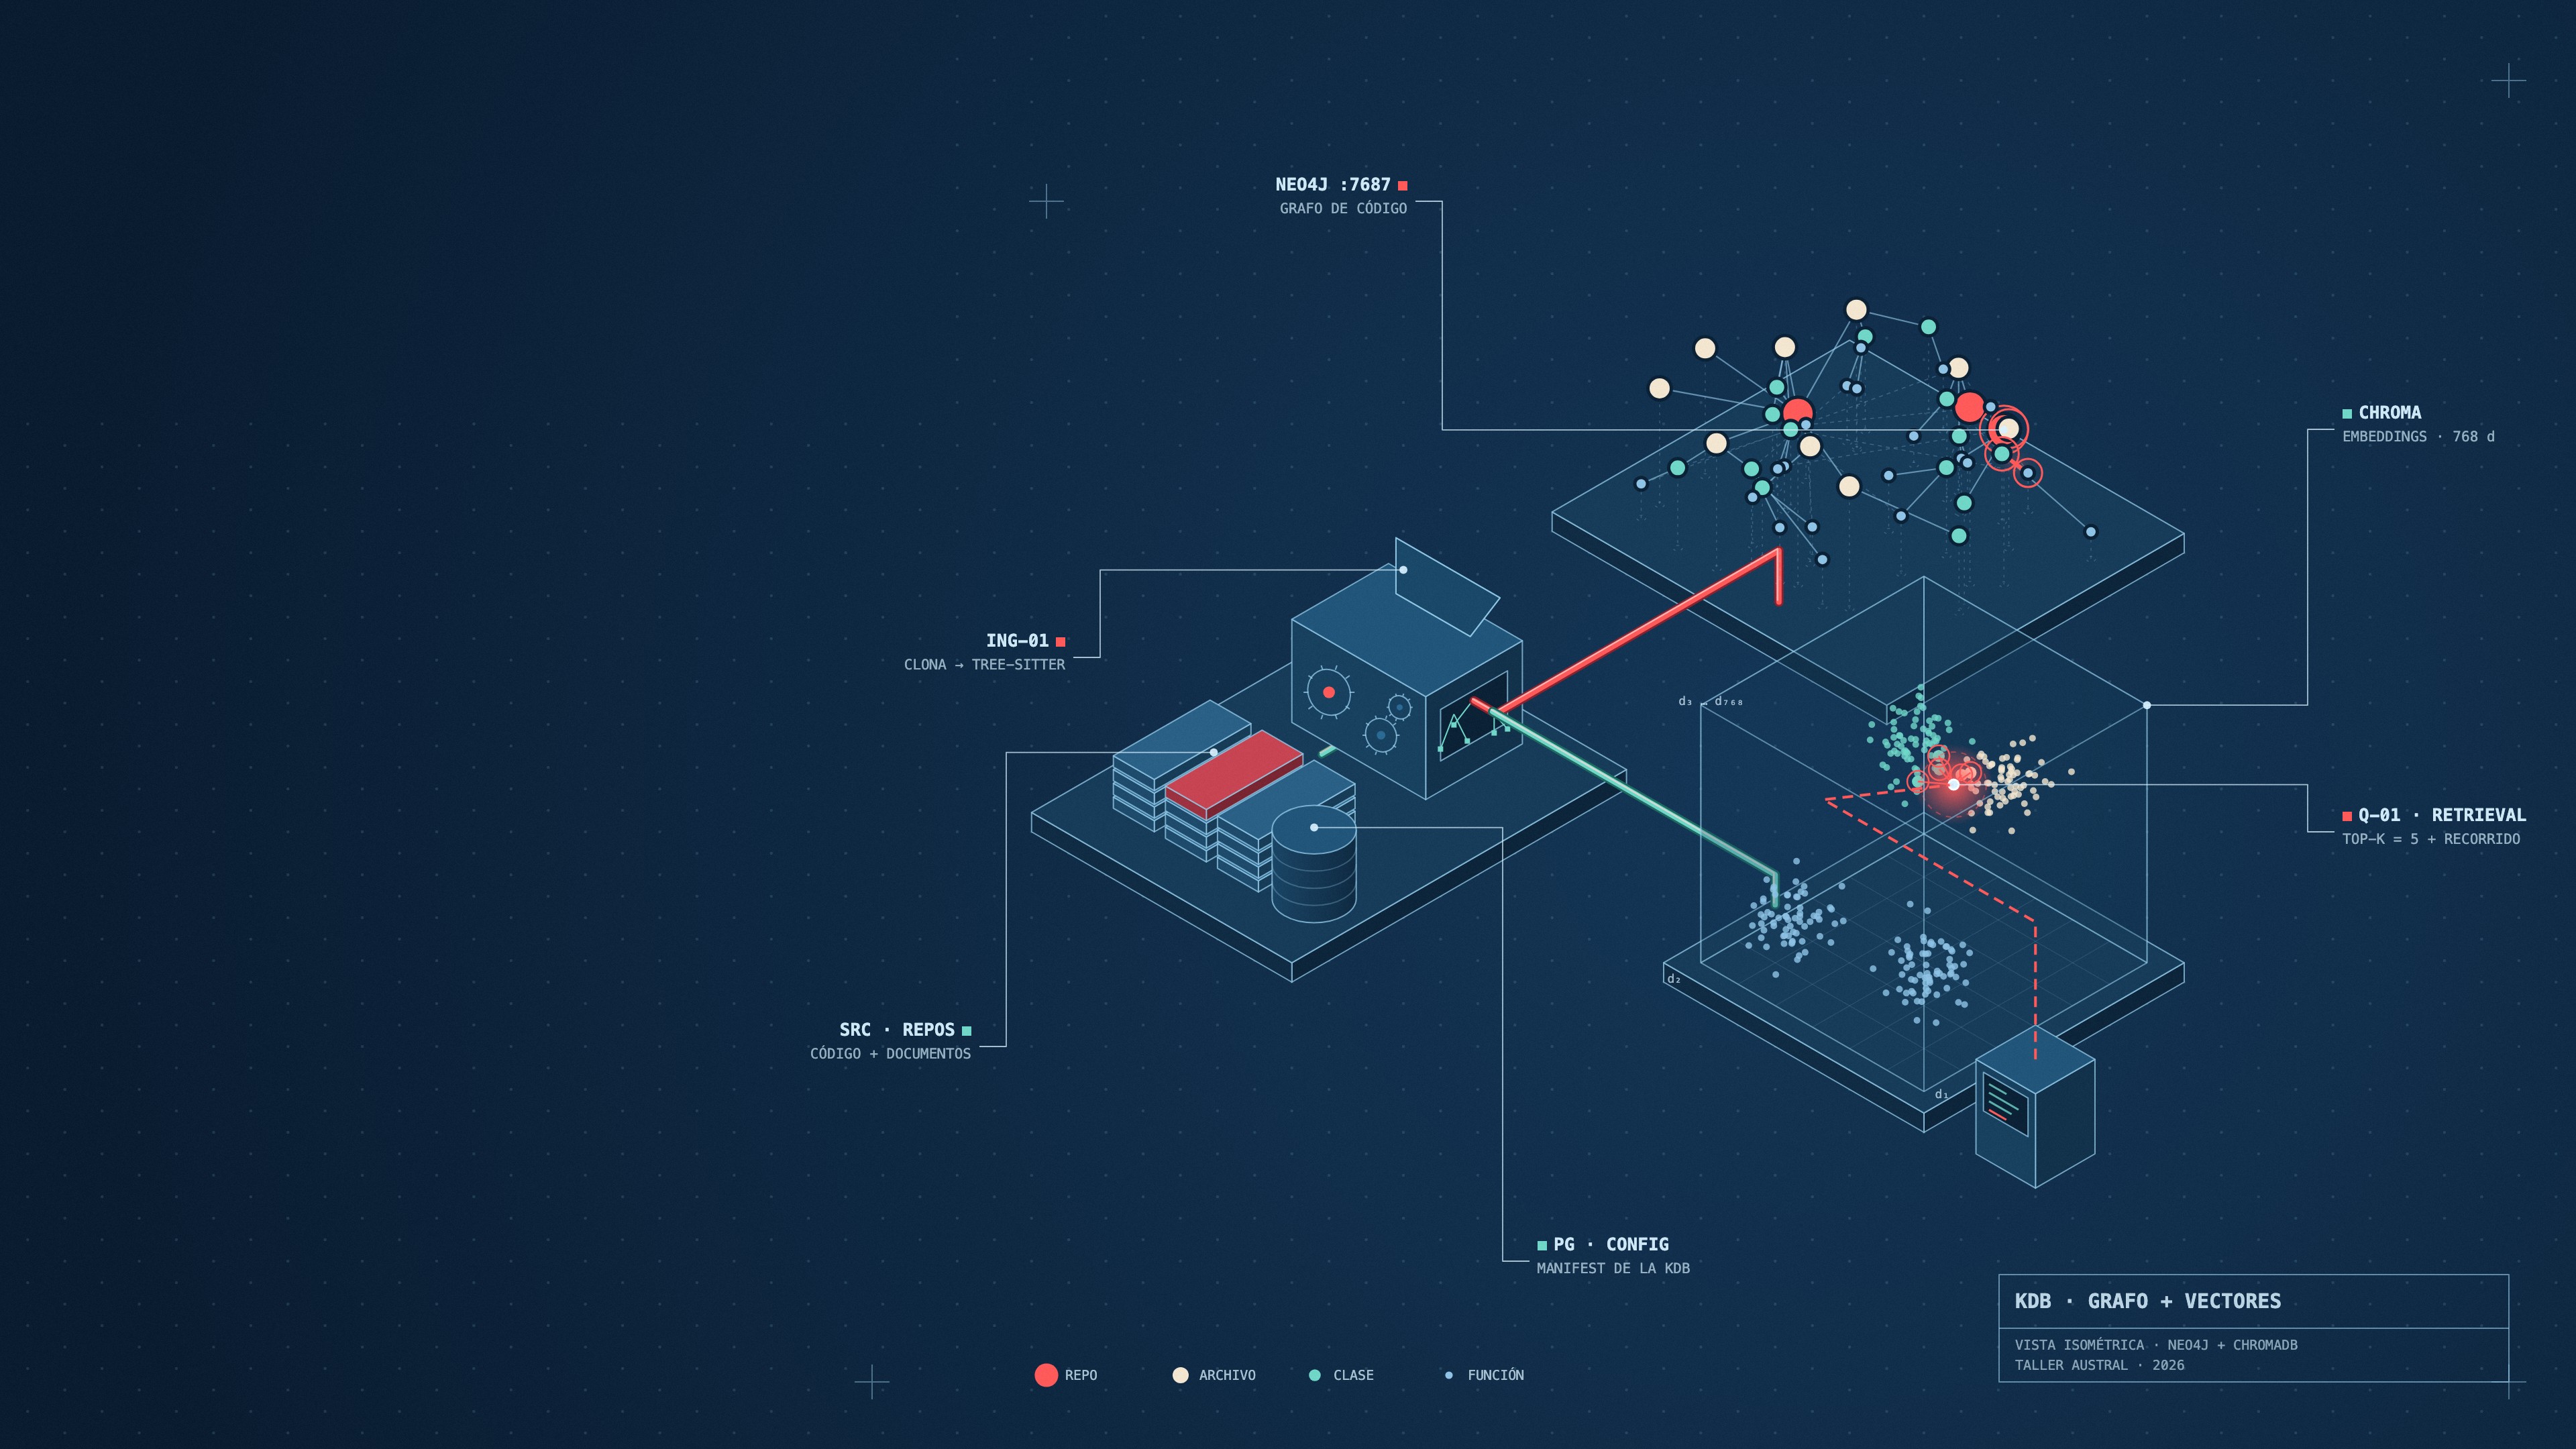 NEO4J :7687
GRAFO DE CÓDIGO
CHROMA
EMBEDDINGS · 768 d
ING-01
CLONA → TREE-SITTER
d₃ … d₇₆₈
Q-01 · RETRIEVAL
TOP-K = 5 + RECORRIDO
d₂
SRC · REPOS
CÓDIGO + DOCUMENTOS
d₁
PG · CONFIG
MANIFEST DE LA KDB
KDB · GRAFO + VECTORES
VISTA ISOMÉTRICA · NEO4J + CHROMADB
TALLER AUSTRAL · 2026
REPO
ARCHIVO
CLASE
FUNCIÓN